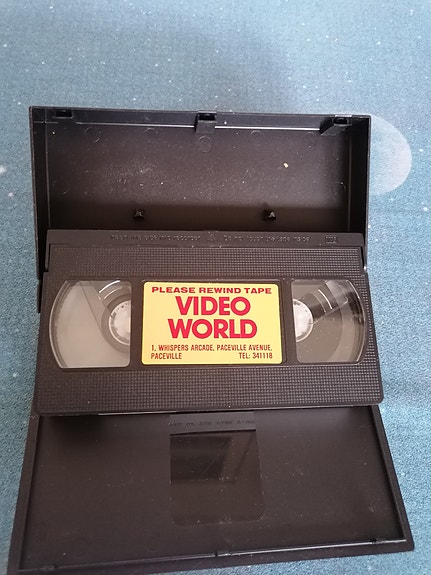 PLEASE REWIND TAPE
VIDEO
WORLD
1, WHISPERS ARCADE, PACEVILLE AVENUE,
PACEVILLE TEL: 341118